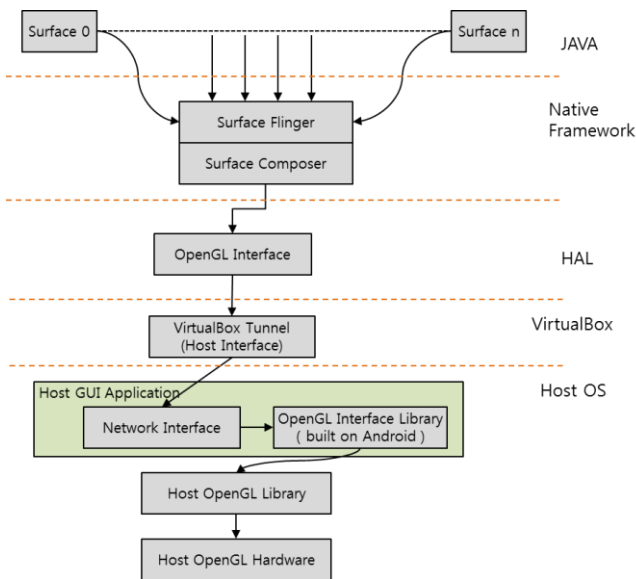 Surface 0
Surface n
JAVA
Native
Framework
Surface Flinger
Surface Composer
OpenGL Interface
HAL
VirtualBox Tunnel
(Host Interface)
VirtualBox
Host OS
Host GUI Application
Network Interface
OpenGL Interface Library
( built on Android )
Host OpenGL Library
Host OpenGL Hardware